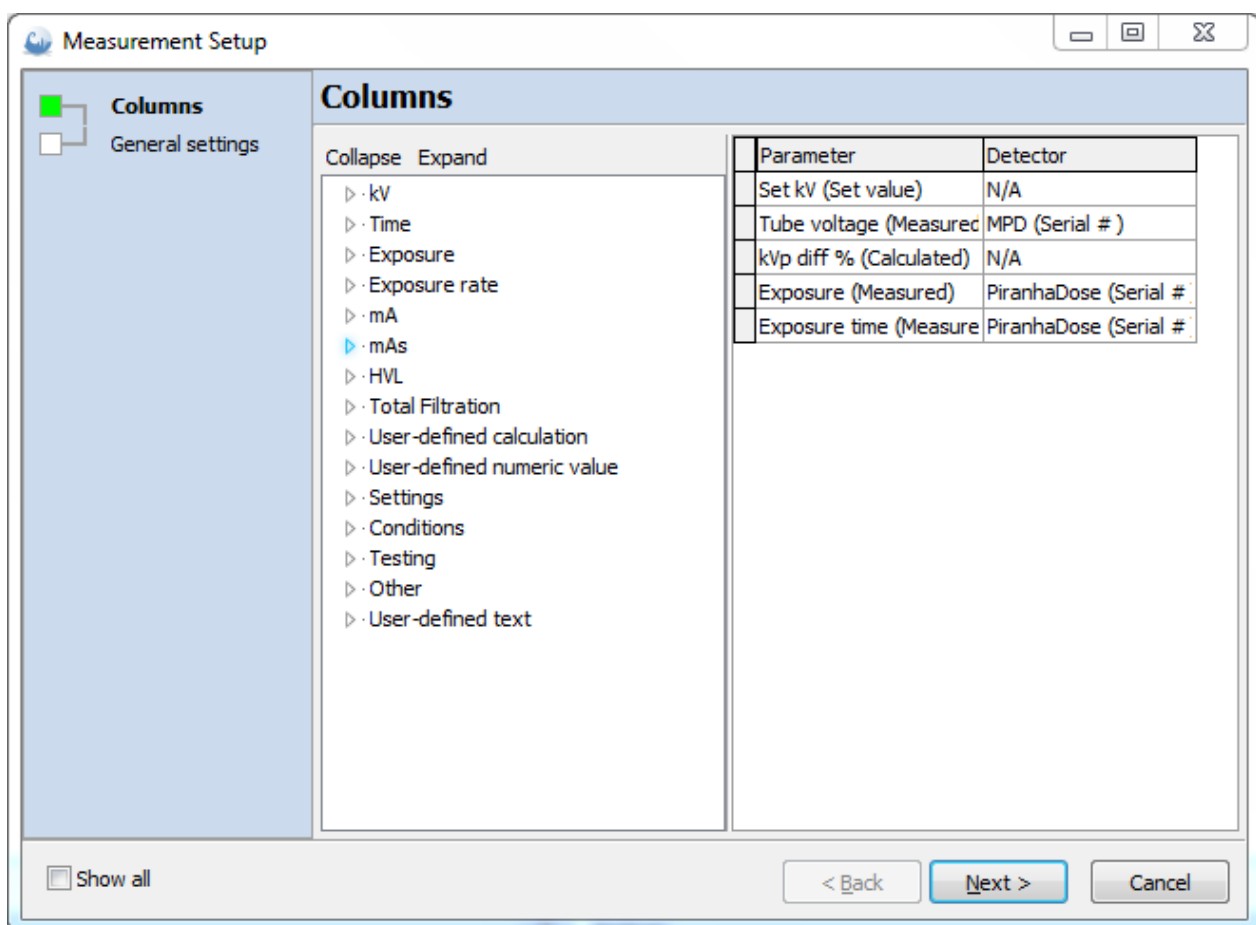 Measurement Setup
Columns
General settings
Columns
Collapse Expand
kV
Time
Exposure
Exposure rate
mA
mAs
HVL
Total Filtration
User-defined calculation
User-defined numeric value
Settings
Conditions
Testing
Other
User-defined text
Parameter Detector
Set kV (Set value) N/A
Tube voltage (Measured MPD (Serial # )
kVp diff % (Calculated) N/A
Exposure (Measured) PiranhaDose (Serial #
Exposure time (Measure PiranhaDose (Serial #
Show all
< Back Next > Cancel